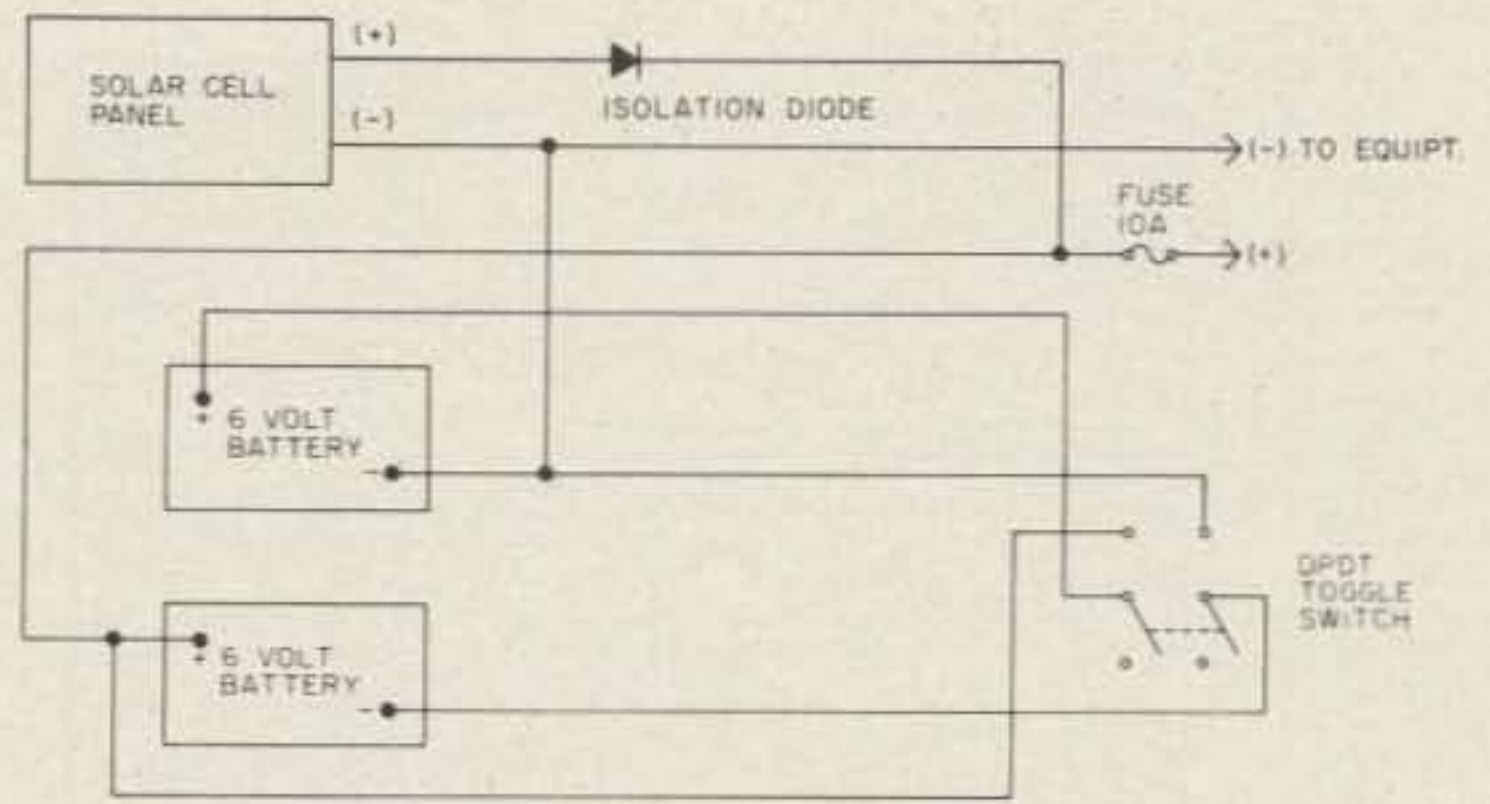 (+)
SOLAR CELL
PANEL
ISOLATION DIODE
(-)
(-) TO EQUIPT.
FUSE
10A
(+)
+ 6 VOLT
BATTERY
-
DPDT
TOGGLE
SWITCH
+ 6 VOLT
BATTERY
-